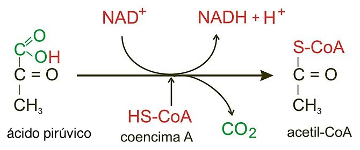 NAD+ NADH + H+
O
C
OH
C = O
CH3
ácido pirúvico
HS-CoA
coencima A
CO2
S-CoA
C = O
CH3
acetil-CoA